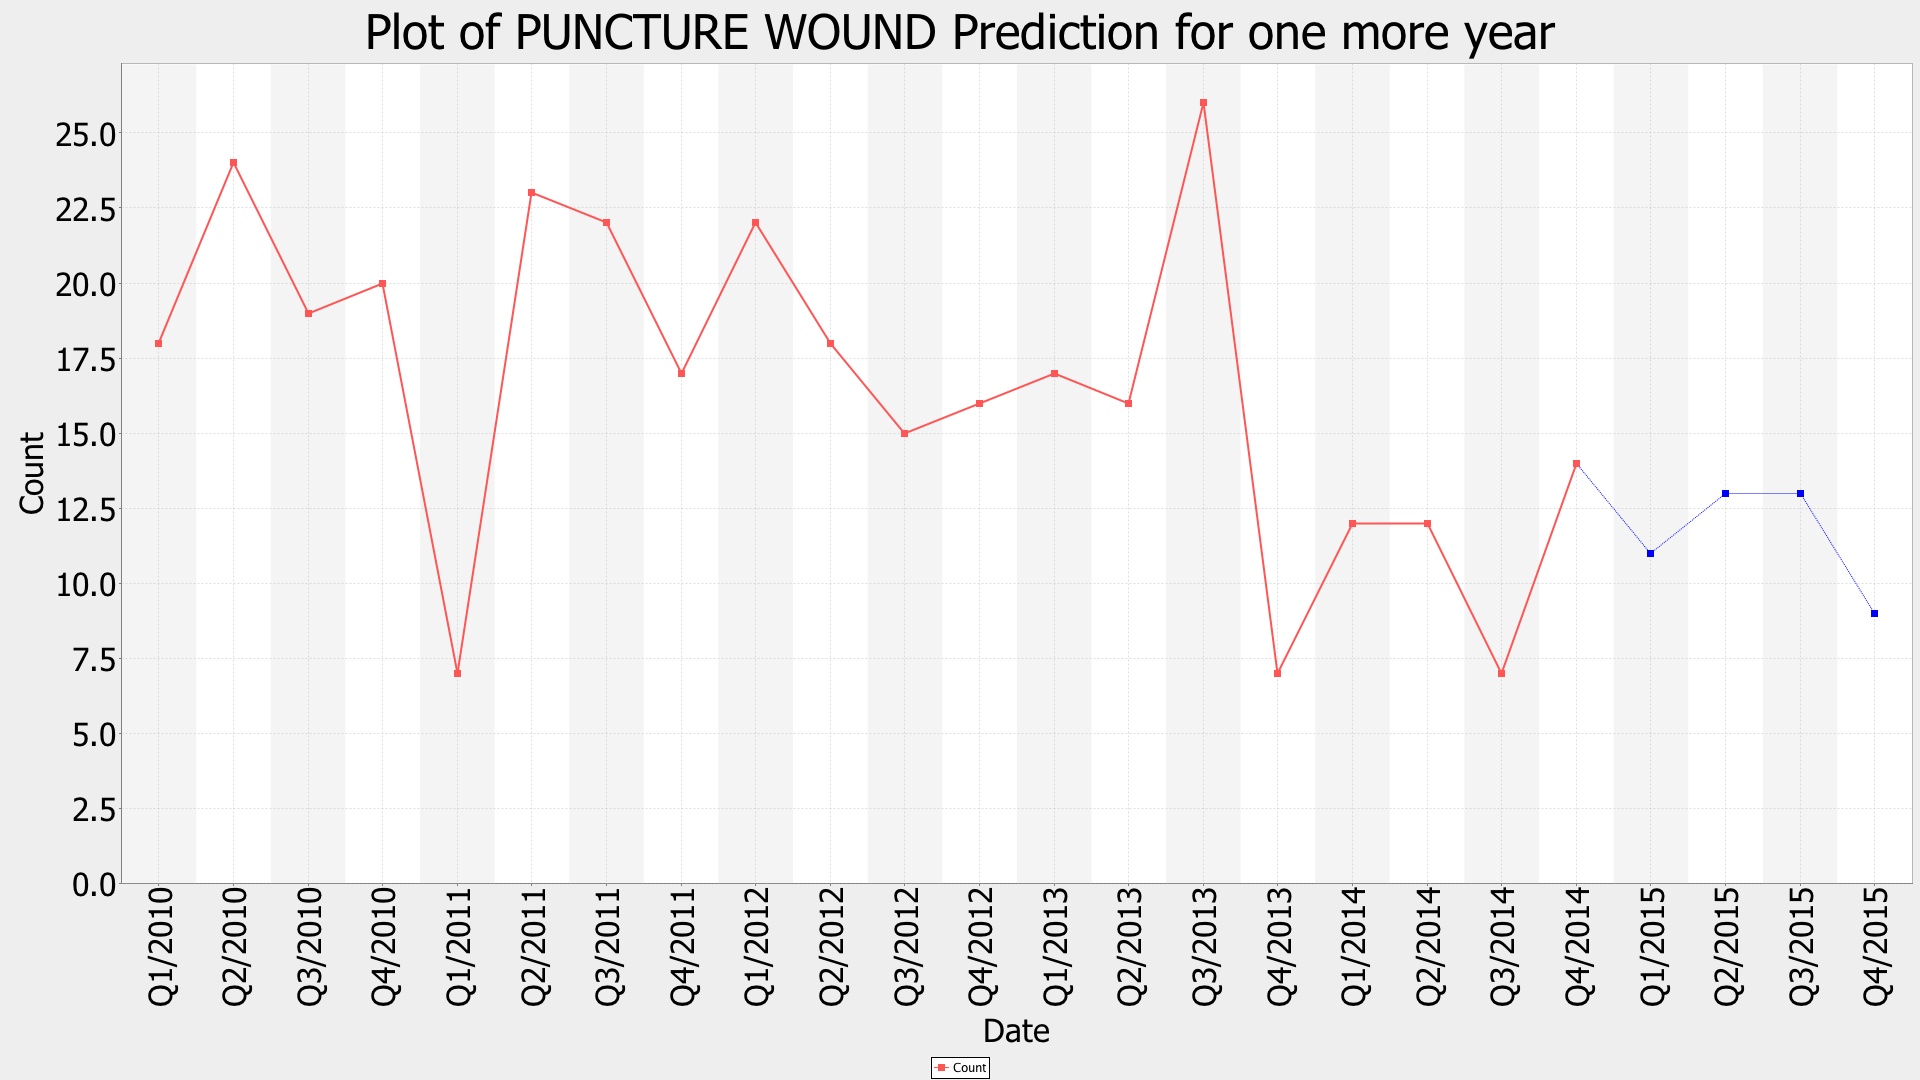 Plot of PUNCTURE WOUND Prediction for one more year
Count
25.0
22.5
20.0
17.5
15.0
12.5
10.0
7.5
5.0
2.5
0.0
Q1/2010
Q2/2010
Q3/2010
Q4/2010
Q1/2011
Q2/2011
Q3/2011
Q4/2011
Q1/2012
Q2/2012
Q3/2012
Q4/2012
Q1/2013
Q2/2013
Q3/2013
Q4/2013
Q1/2014
Q2/2014
Q3/2014
Q4/2014
Q1/2015
Q2/2015
Q3/2015
Q4/2015
Date
Count